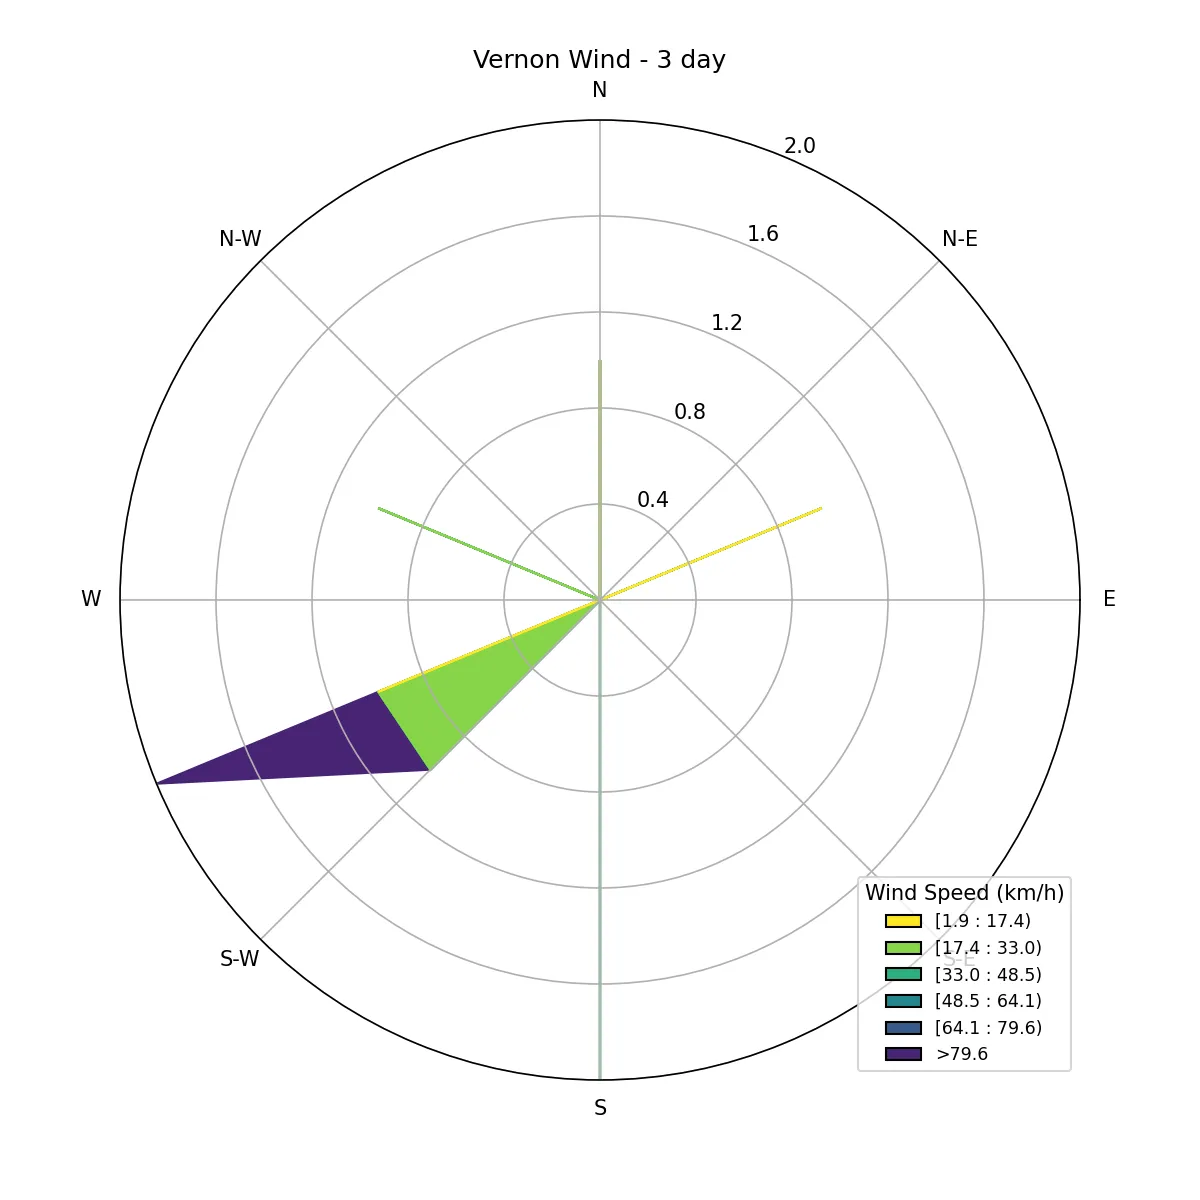 Vernon Wind - 3 day
N
2.0
N-W
1.6
N-E
1.2
0.8
0.4
W
E
Wind Speed (km/h)
[1.9 : 17.4)
[17.4 : 33.0)
S-W
S-E
[33.0 : 48.5)
[48.5 : 64.1)
[64.1 : 79.6)
>79.6
S